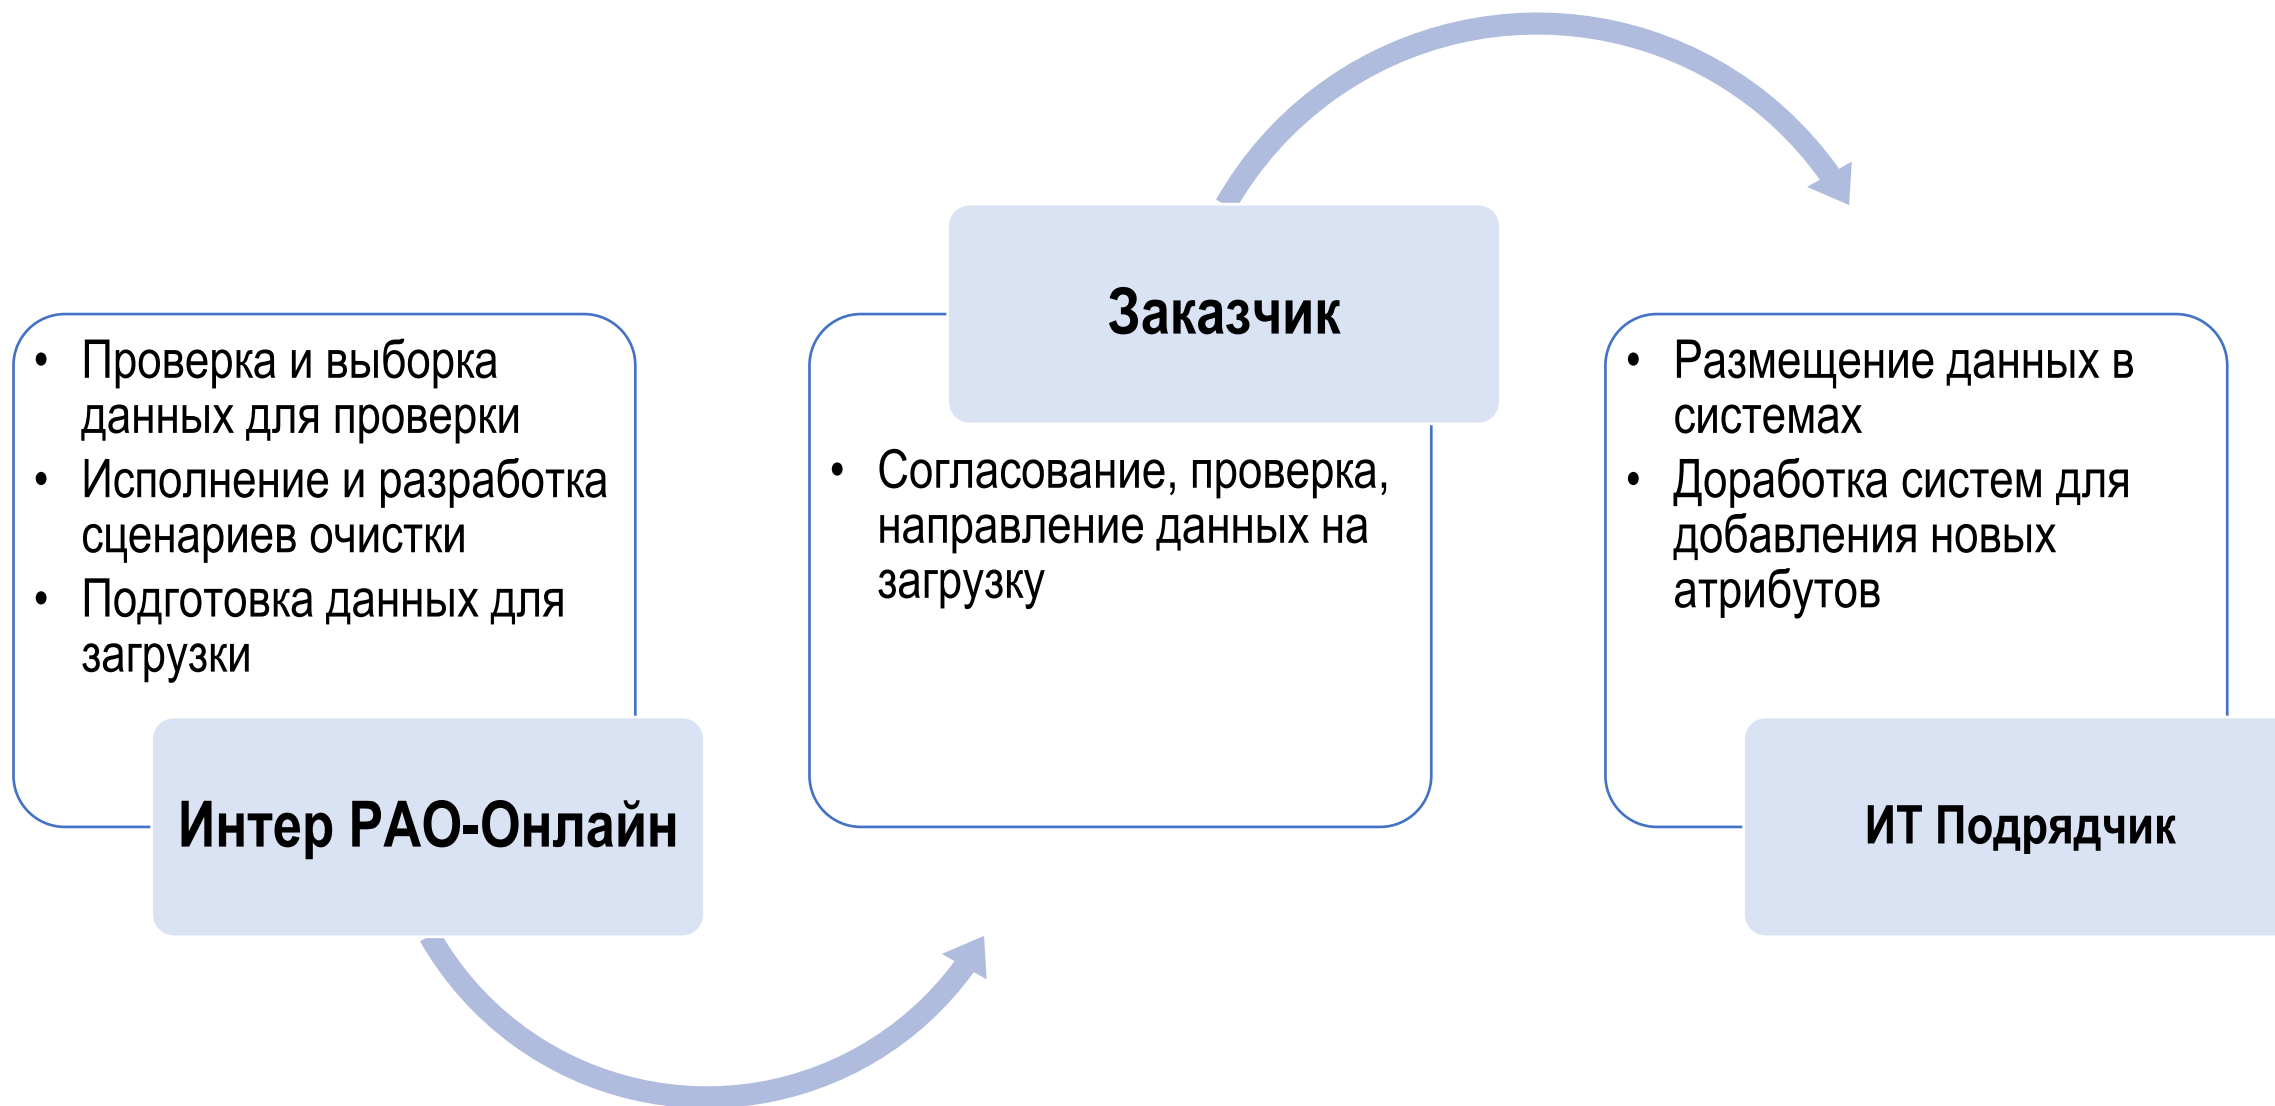 • Проверка и выборка
данных для проверки
• Исполнение и разработка
сценариев очистки
• Подготовка данных для
загрузки
Интер РАО-Онлайн
Заказчик
• Согласование, проверка,
направление данных на
загрузку
• Размещение данных в
системах
• Доработка систем для
добавления новых
атрибутов
ИТ Подрядчик